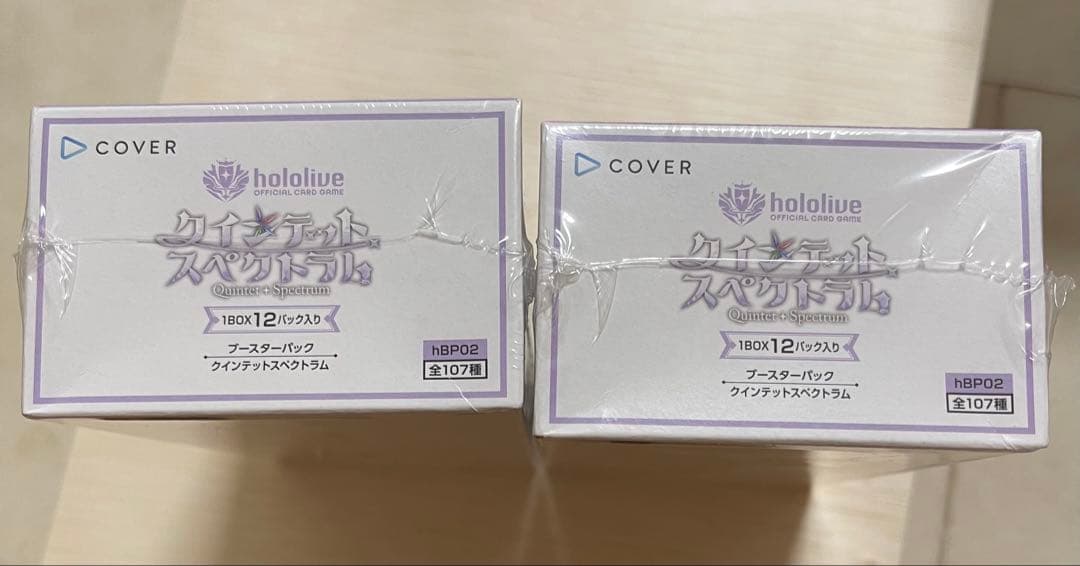 COVER
hololive
OFFICIAL CARD GAME
クインテット
スペクトラム
Quintet + Spectrum
1BOX12パック入り
ブースターパック
クインテットスペクトラム
hBP02
全107種
COVER
hololive
OFFICIAL CARD GAME
クインテット
スペクトラム
Quintet + Spectrum
1BOX12パック入り
ブースターパック
クインテットスペクトラム
hBP02
全107種